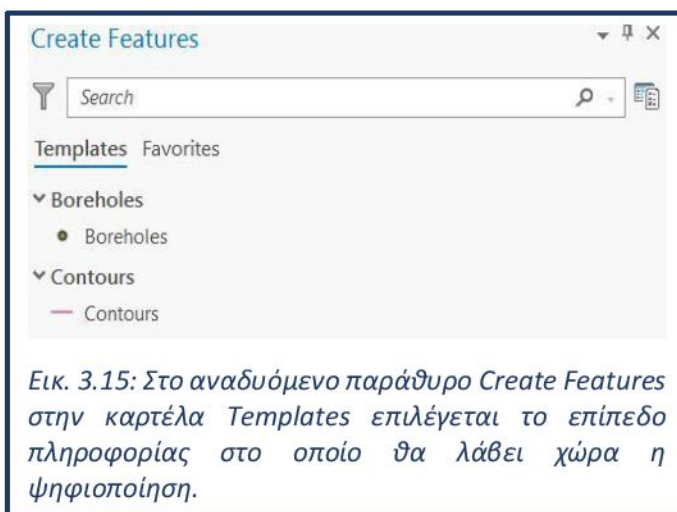 Create Features
Search
Templates Favorites
Boreholes
Boreholes
Contours
Contours
Εικ. 3.15: Στο αναδυόμενο παράθυρο Create Features
στην καρτέλα Templates επιλέγεται το επίπεδο
πληροφορίας στο οποίο θα λάβει χώρα η
ψηφιοποίηση.